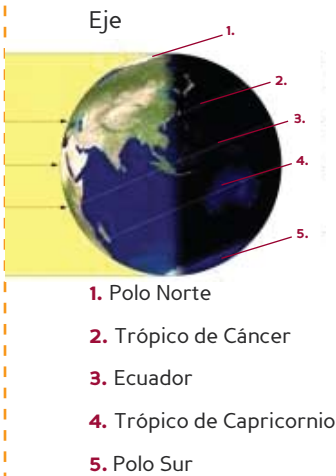 Eje
1.
2.
3.
4.
5.
1. Polo Norte
2. Trópico de Cáncer
3. Ecuador
4. Trópico de Capricornio
5. Polo Sur